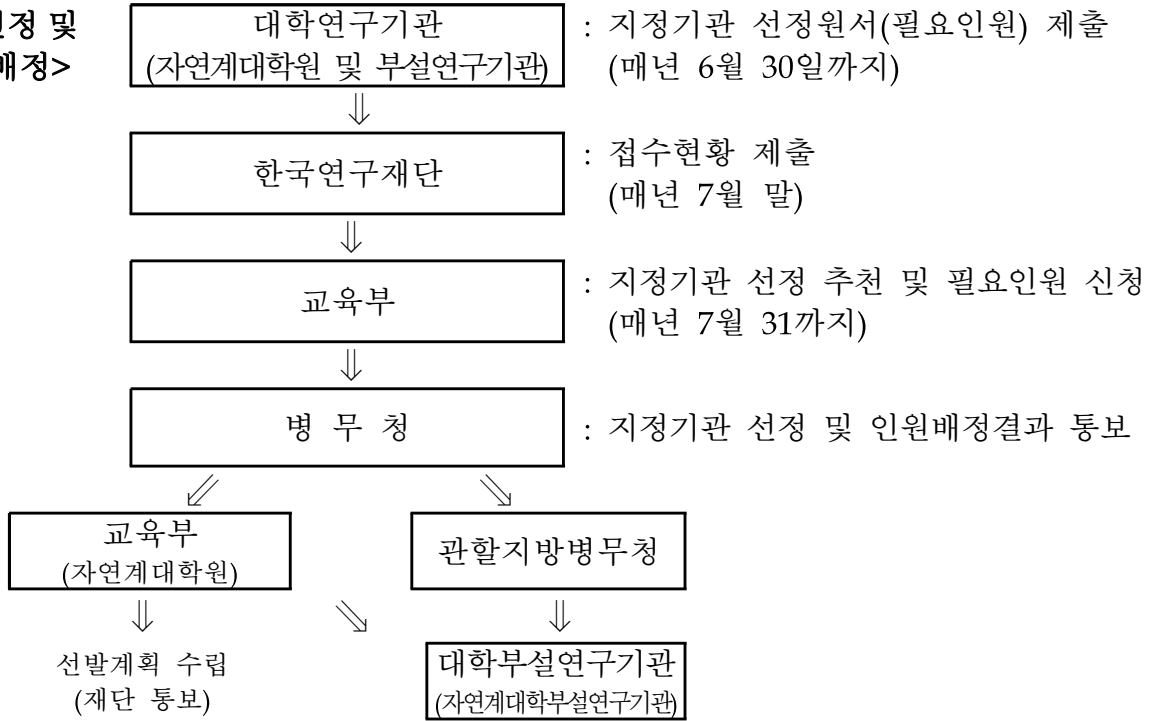 정 및
배정>
대학연구기관
(자연계대학원 및 부설연구기관)
: 지정기관 선정원서(필요인원) 제출
(매년 6월 30일까지)
⇓
한국연구재단
: 접수현황 제출
(매년 7월 말)
⇓
교육부
: 지정기관 선정 추천 및 필요인원 신청
(매년 7월 31까지)
⇓
병 무 청
: 지정기관 선정 및 인원배정결과 통보
교육부
(자연계대학원)
관할지방병무청
⇓
⇓
선발계획 수립
(재단 통보)
대학부설연구기관
(자연계대학부설연구기관)